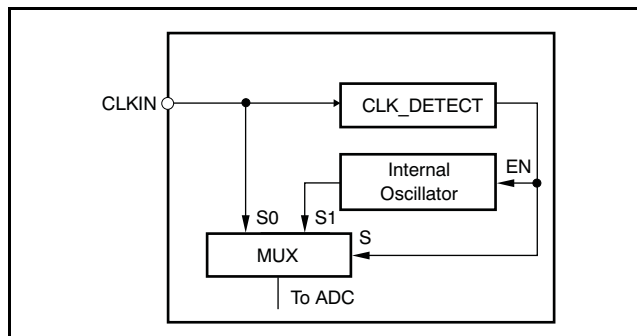 CLKIN
CLK_DETECT
Internal
Oscillator
EN
S0
S1
S
MUX
To ADC